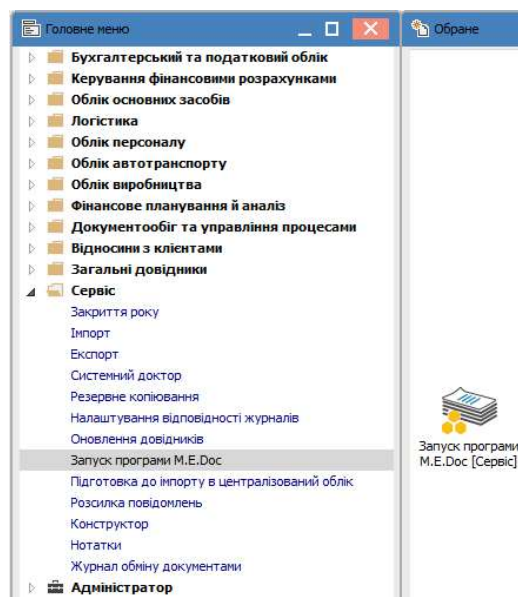 Головне меню
Бухгалтерський та податковий облік
Керування фінансовими розрахунками
Облік основних засобів
Логістика
Облік персоналу
Облік автотранспорту
Облік виробництва
Фінансове планування й аналіз
Документообіг та управління процесами
Відносини з клієнтами
Загальні довідники
Сервіс
Закриття року
Імпорт
Експорт
Системний доктор
Резервне копіювання
Налаштування відповідності журналів
Оновлення довідників
Запуск програми M.E.Doc
Підготовка до імпорту в централізований облік
Розсилка повідомлень
Конструктор
Нотатки
Журнал обміну документами
Адміністратор
Обране
Запуск програми
M.E.Doc [Сервіс]